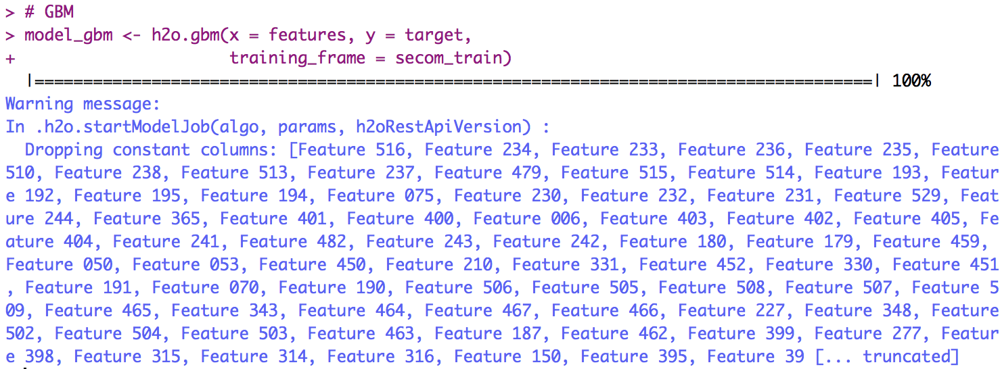 > # GBM
> model_gbm <- h2o.gbm(x = features, y = target,
+                       training_frame = secom_train)
  |======================================================================================| 100%
Warning message:
In .h2o.startModelJob(algo, params, h2oRestApiVersion) :
  Dropping constant columns: [Feature 516, Feature 234, Feature 233, Feature 236, Feature 235, Feature
510, Feature 238, Feature 513, Feature 237, Feature 479, Feature 515, Feature 514, Feature 193, Featur
e 192, Feature 195, Feature 194, Feature 075, Feature 230, Feature 232, Feature 231, Feature 529, Feat
ure 244, Feature 365, Feature 401, Feature 400, Feature 006, Feature 403, Feature 402, Feature 405, Fe
ature 404, Feature 241, Feature 482, Feature 243, Feature 242, Feature 180, Feature 179, Feature 459,
Feature 050, Feature 053, Feature 450, Feature 210, Feature 331, Feature 452, Feature 330, Feature 451
, Feature 191, Feature 070, Feature 190, Feature 506, Feature 505, Feature 508, Feature 507, Feature 5
09, Feature 465, Feature 343, Feature 464, Feature 467, Feature 466, Feature 227, Feature 348, Feature
502, Feature 504, Feature 503, Feature 463, Feature 187, Feature 462, Feature 399, Feature 277, Featur
e 398, Feature 315, Feature 314, Feature 316, Feature 150, Feature 395, Feature 39 [... truncated]